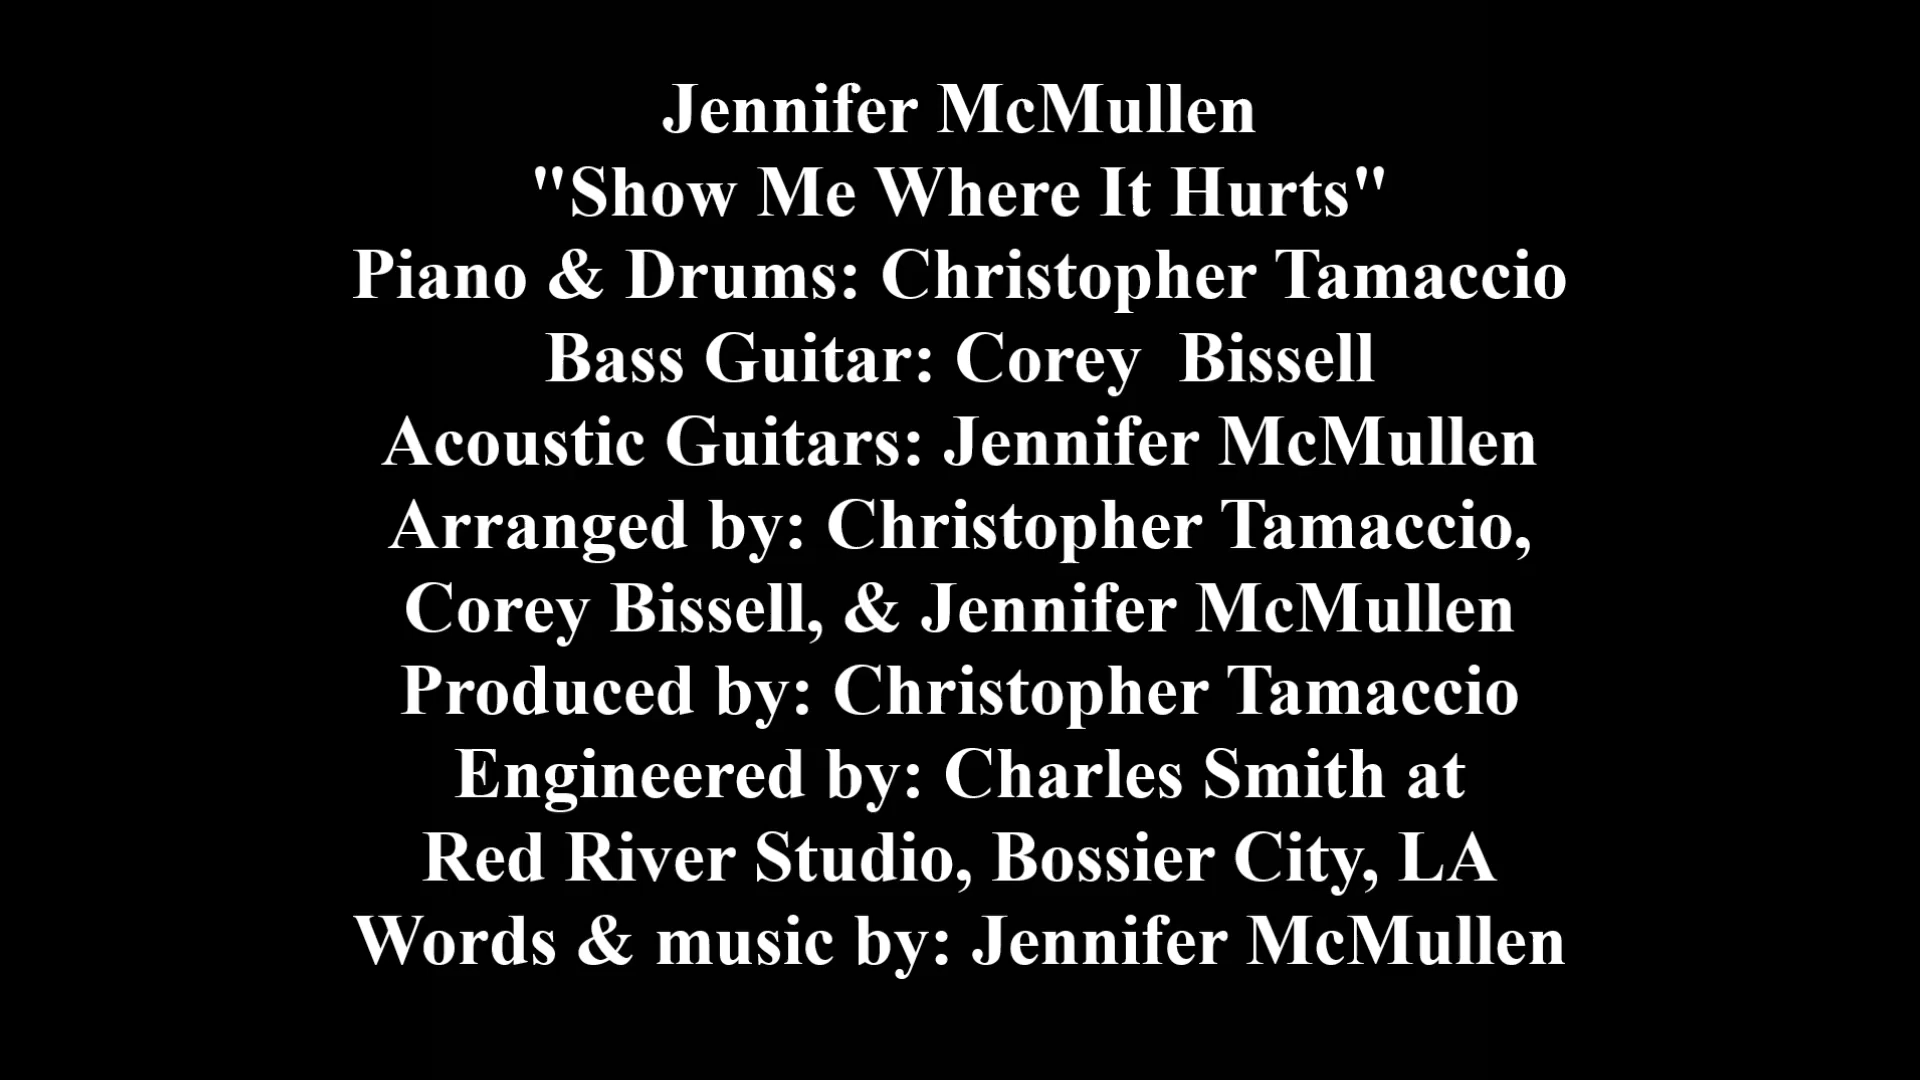 Jennifer McMullen
"Show Me Where It Hurts"
Piano & Drums: Christopher Tamaccio
Bass Guitar: Corey  Bissell
Acoustic Guitars: Jennifer McMullen
Arranged by: Christopher Tamaccio,
Corey Bissell, & Jennifer McMullen
Produced by: Christopher Tamaccio
Engineered by: Charles Smith at
Red River Studio, Bossier City, LA
Words & music by: Jennifer McMullen